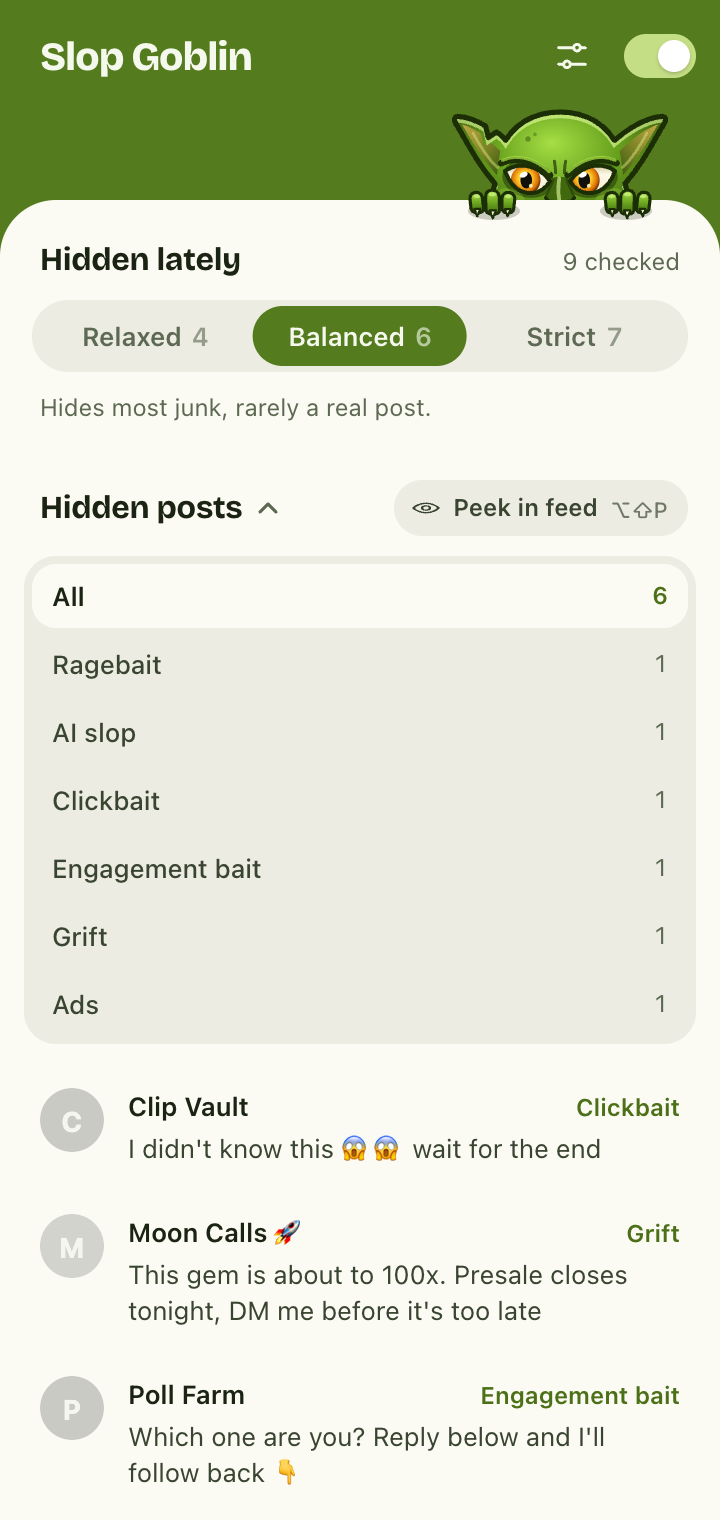 Slop Goblin
Hidden lately
9 checked
Relaxed 4
Balanced 6
Strict 7
Hides most junk, rarely a real post.
Hidden posts
Peek in feed ⌥⇧P
All 6
Ragebait 1
AI slop 1
Clickbait 1
Engagement bait 1
Grift 1
Ads 1
C
Clip Vault
Clickbait
I didn't know this 😱😱 wait for the end
M
Moon Calls 🚀
Grift
This gem is about to 100x. Presale closes
tonight, DM me before it's too late
P
Poll Farm
Engagement bait
Which one are you? Reply below and I'll
follow back 👇